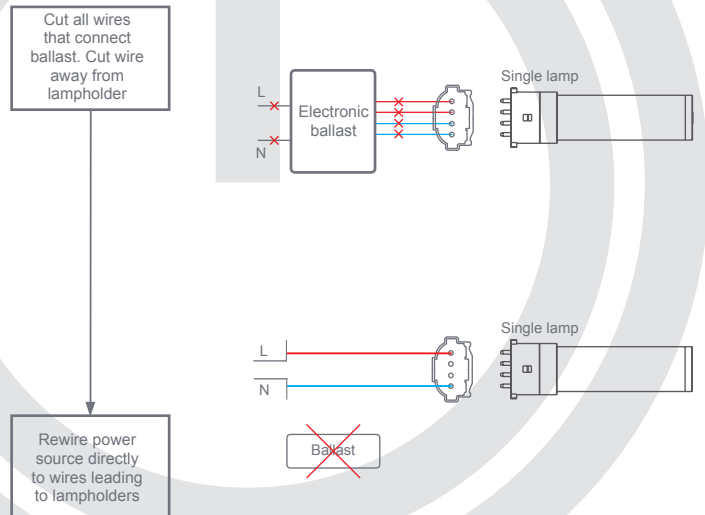 Cut all wires
that connect
ballast. Cut wire
away from
lampholder
L
N
Electronic
ballast
Single lamp
L
N
Single lamp
Ballast
Rewire power
source directly
to wires leading
to lampholders